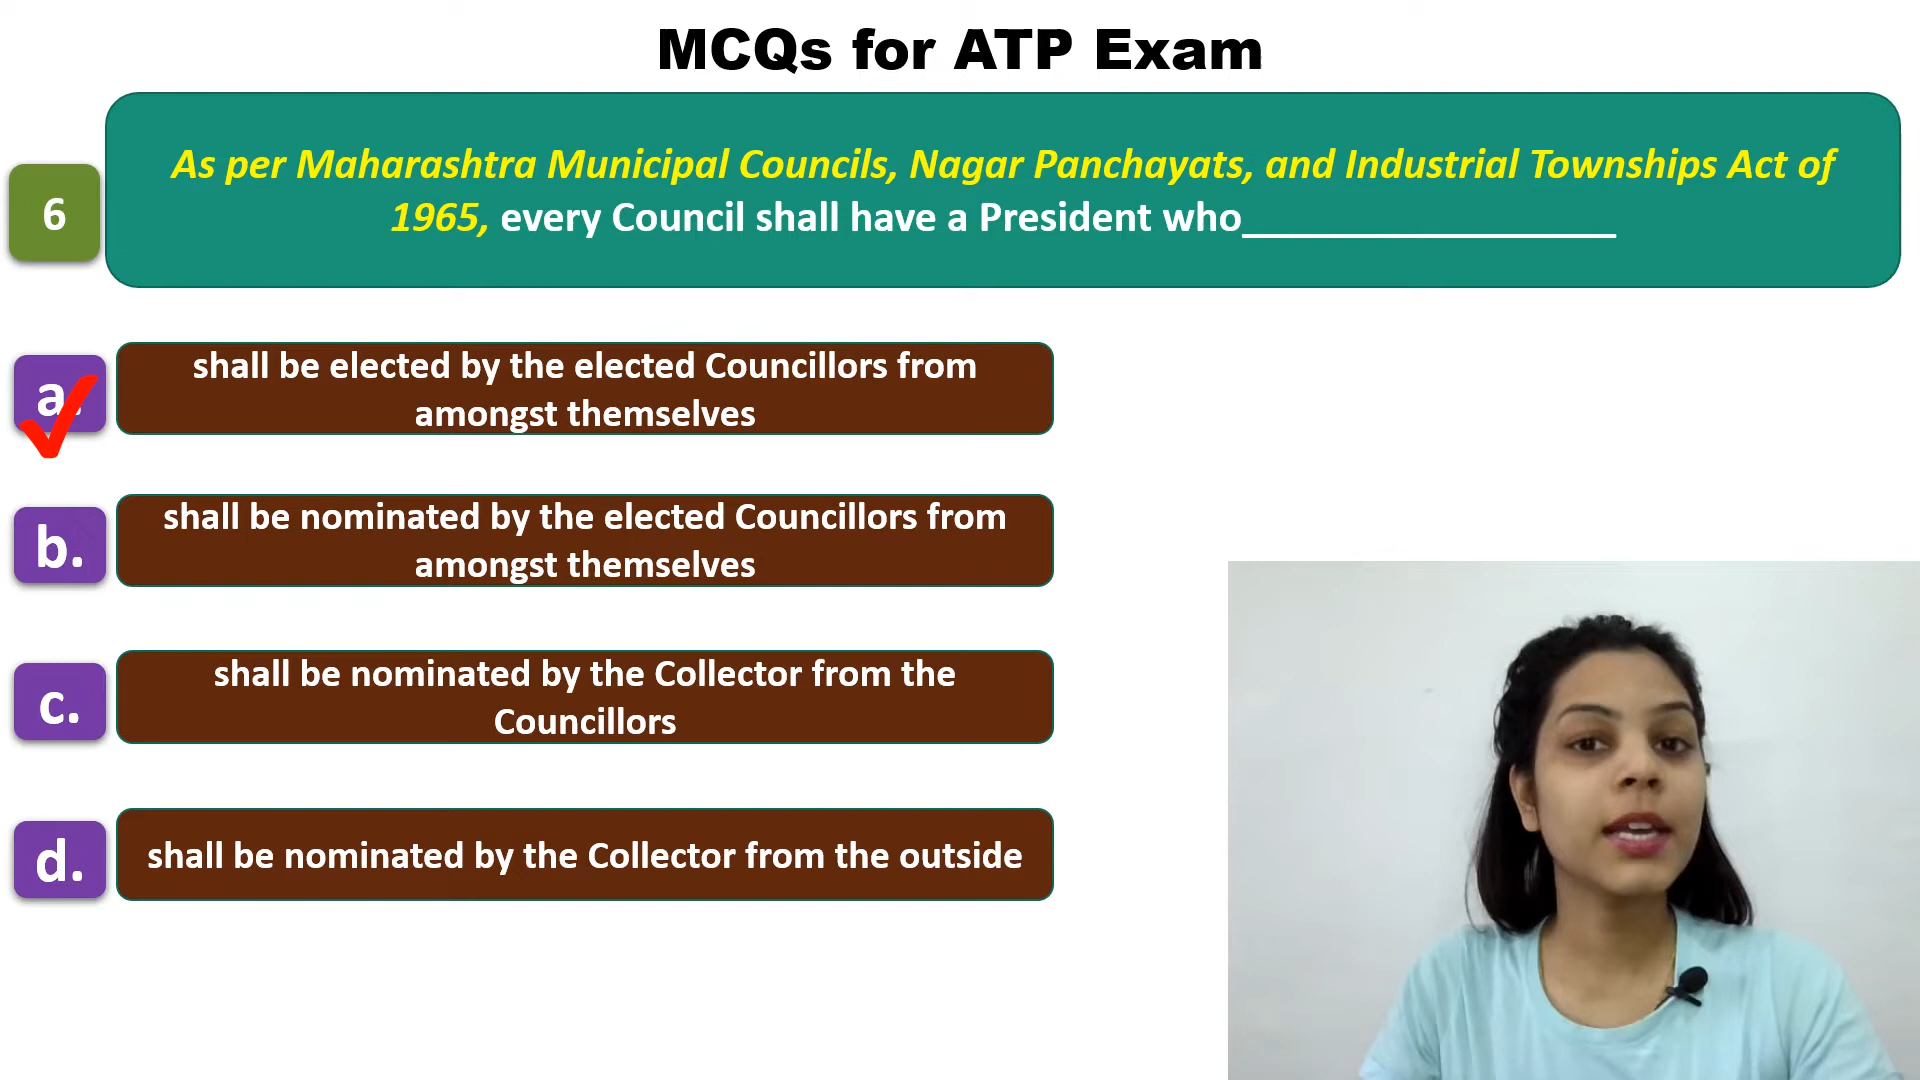 MCQs for ATP Exam
6
As per Maharashtra Municipal Councils, Nagar Panchayats, and Industrial Townships Act of
1965, every Council shall have a President who__________________
a.
shall be elected by the elected Councillors from
amongst themselves
b.
shall be nominated by the elected Councillors from
amongst themselves
c.
shall be nominated by the Collector from the
Councillors
d.
shall be nominated by the Collector from the outside